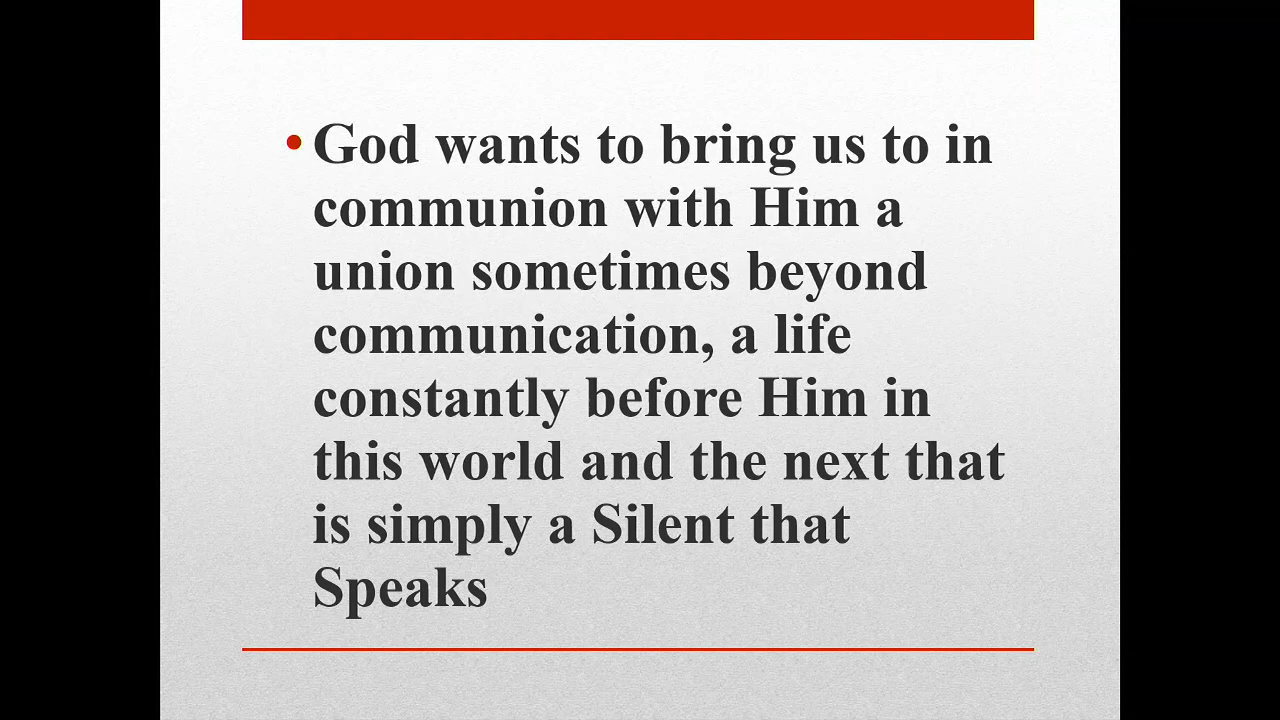 • God wants to bring us to in
communion with Him a
union sometimes beyond
communication, a life
constantly before Him in
this world and the next that
is simply a Silent that
Speaks